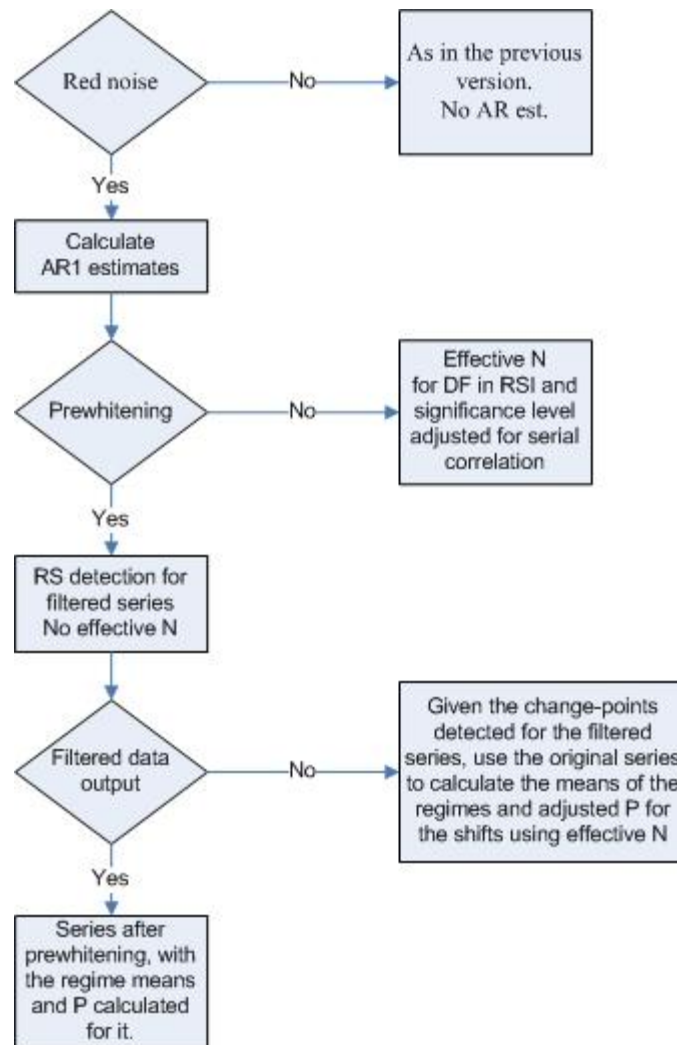 Red noise
No
As in the previous
version.
No AR est.
Yes
Calculate
AR1 estimates
Prewhitening
No
Effective N
for DF in RSI and
significance level
adjusted for serial
correlation
Yes
RS detection for
filtered series
No effective N
Filtered data
output
No
Given the change-points
detected for the filtered
series, use the original series
to calculate the means of the
regimes and adjusted P for
the shifts using effective N
Yes
Series after
prewhitening, with
the regime means
and P calculated
for it.